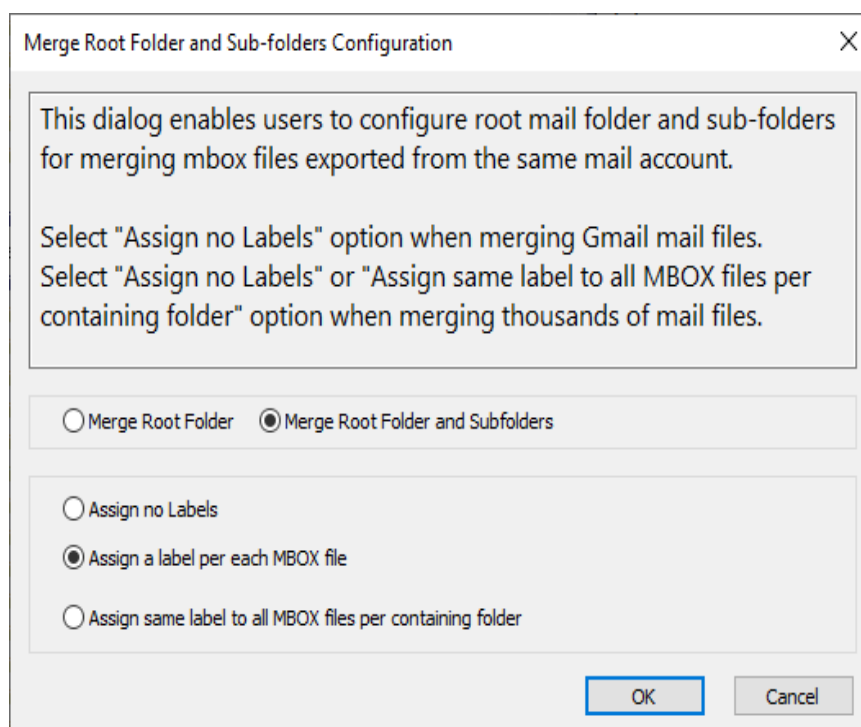 Merge Root Folder and Sub-folders Configuration
This dialog enables users to configure root mail folder and sub-folders
for merging mbox files exported from the same mail account.
Select "Assign no Labels" option when merging Gmail mail files.
Select "Assign no Labels" or "Assign same label to all MBOX files per
containing folder" option when merging thousands of mail files.
Merge Root Folder Merge Root Folder and Subfolders
Assign no Labels
Assign a label per each MBOX file
Assign same label to all MBOX files per containing folder
OK Cancel